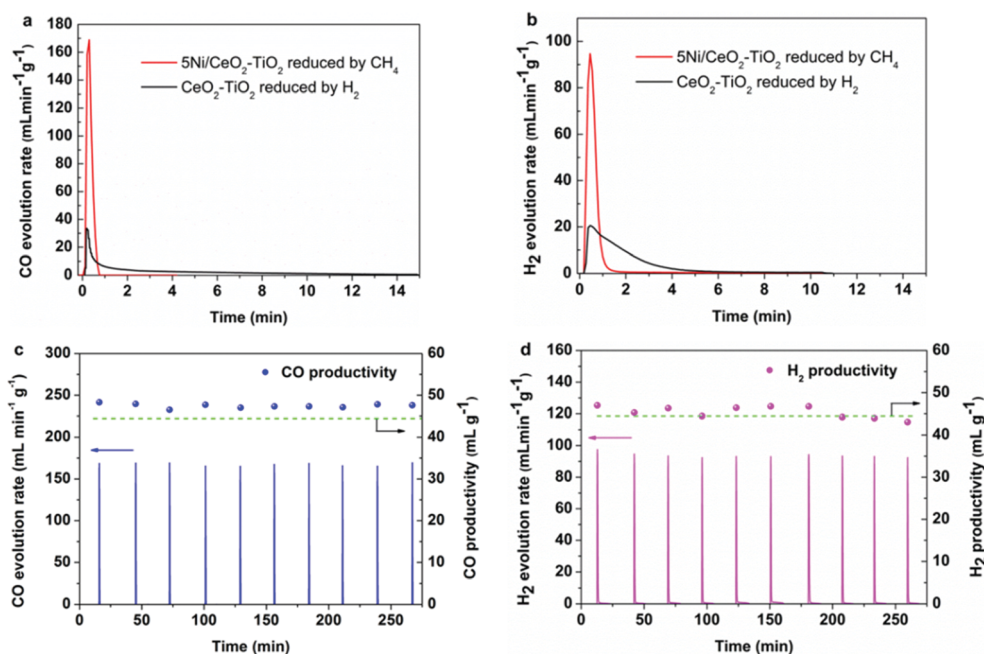 a
180
160
140
120
100
80
60
40
20
0
CO evolution rate (mLmin⁻¹g⁻¹)
5Ni/CeO₂-TiO₂ reduced by CH₄
CeO₂-TiO₂ reduced by H₂
0 2 4 6 8 10 12 14
Time (min)
b
100
80
60
40
20
0
H₂ evolution rate (mLmin⁻¹g⁻¹)
5Ni/CeO₂-TiO₂ reduced by CH₄
CeO₂-TiO₂ reduced by H₂
0 2 4 6 8 10 12 14
Time (min)
c
300
250
200
150
100
50
0
CO evolution rate (mL min⁻¹ g⁻¹)
CO productivity
60
50
40
30
20
10
0
CO productivity (mL g⁻¹)
0 50 100 150 200 250
Time (min)
d
160
140
120
100
80
60
40
20
0
H₂ evolution rate (mLmin⁻¹g⁻¹)
H₂ productivity
60
50
40
30
20
10
0
H₂ productivity (mL g⁻¹)
0 50 100 150 200 250
Time (min)